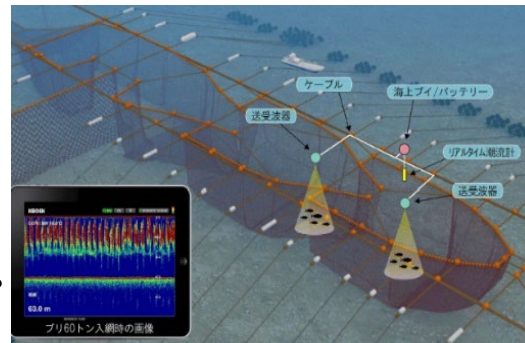 ケーブル
海上ブイ/バッテリー
送受波器
リアルタイム潮流計
送受波器
63.0 m
ブリ60トン入網時の画像